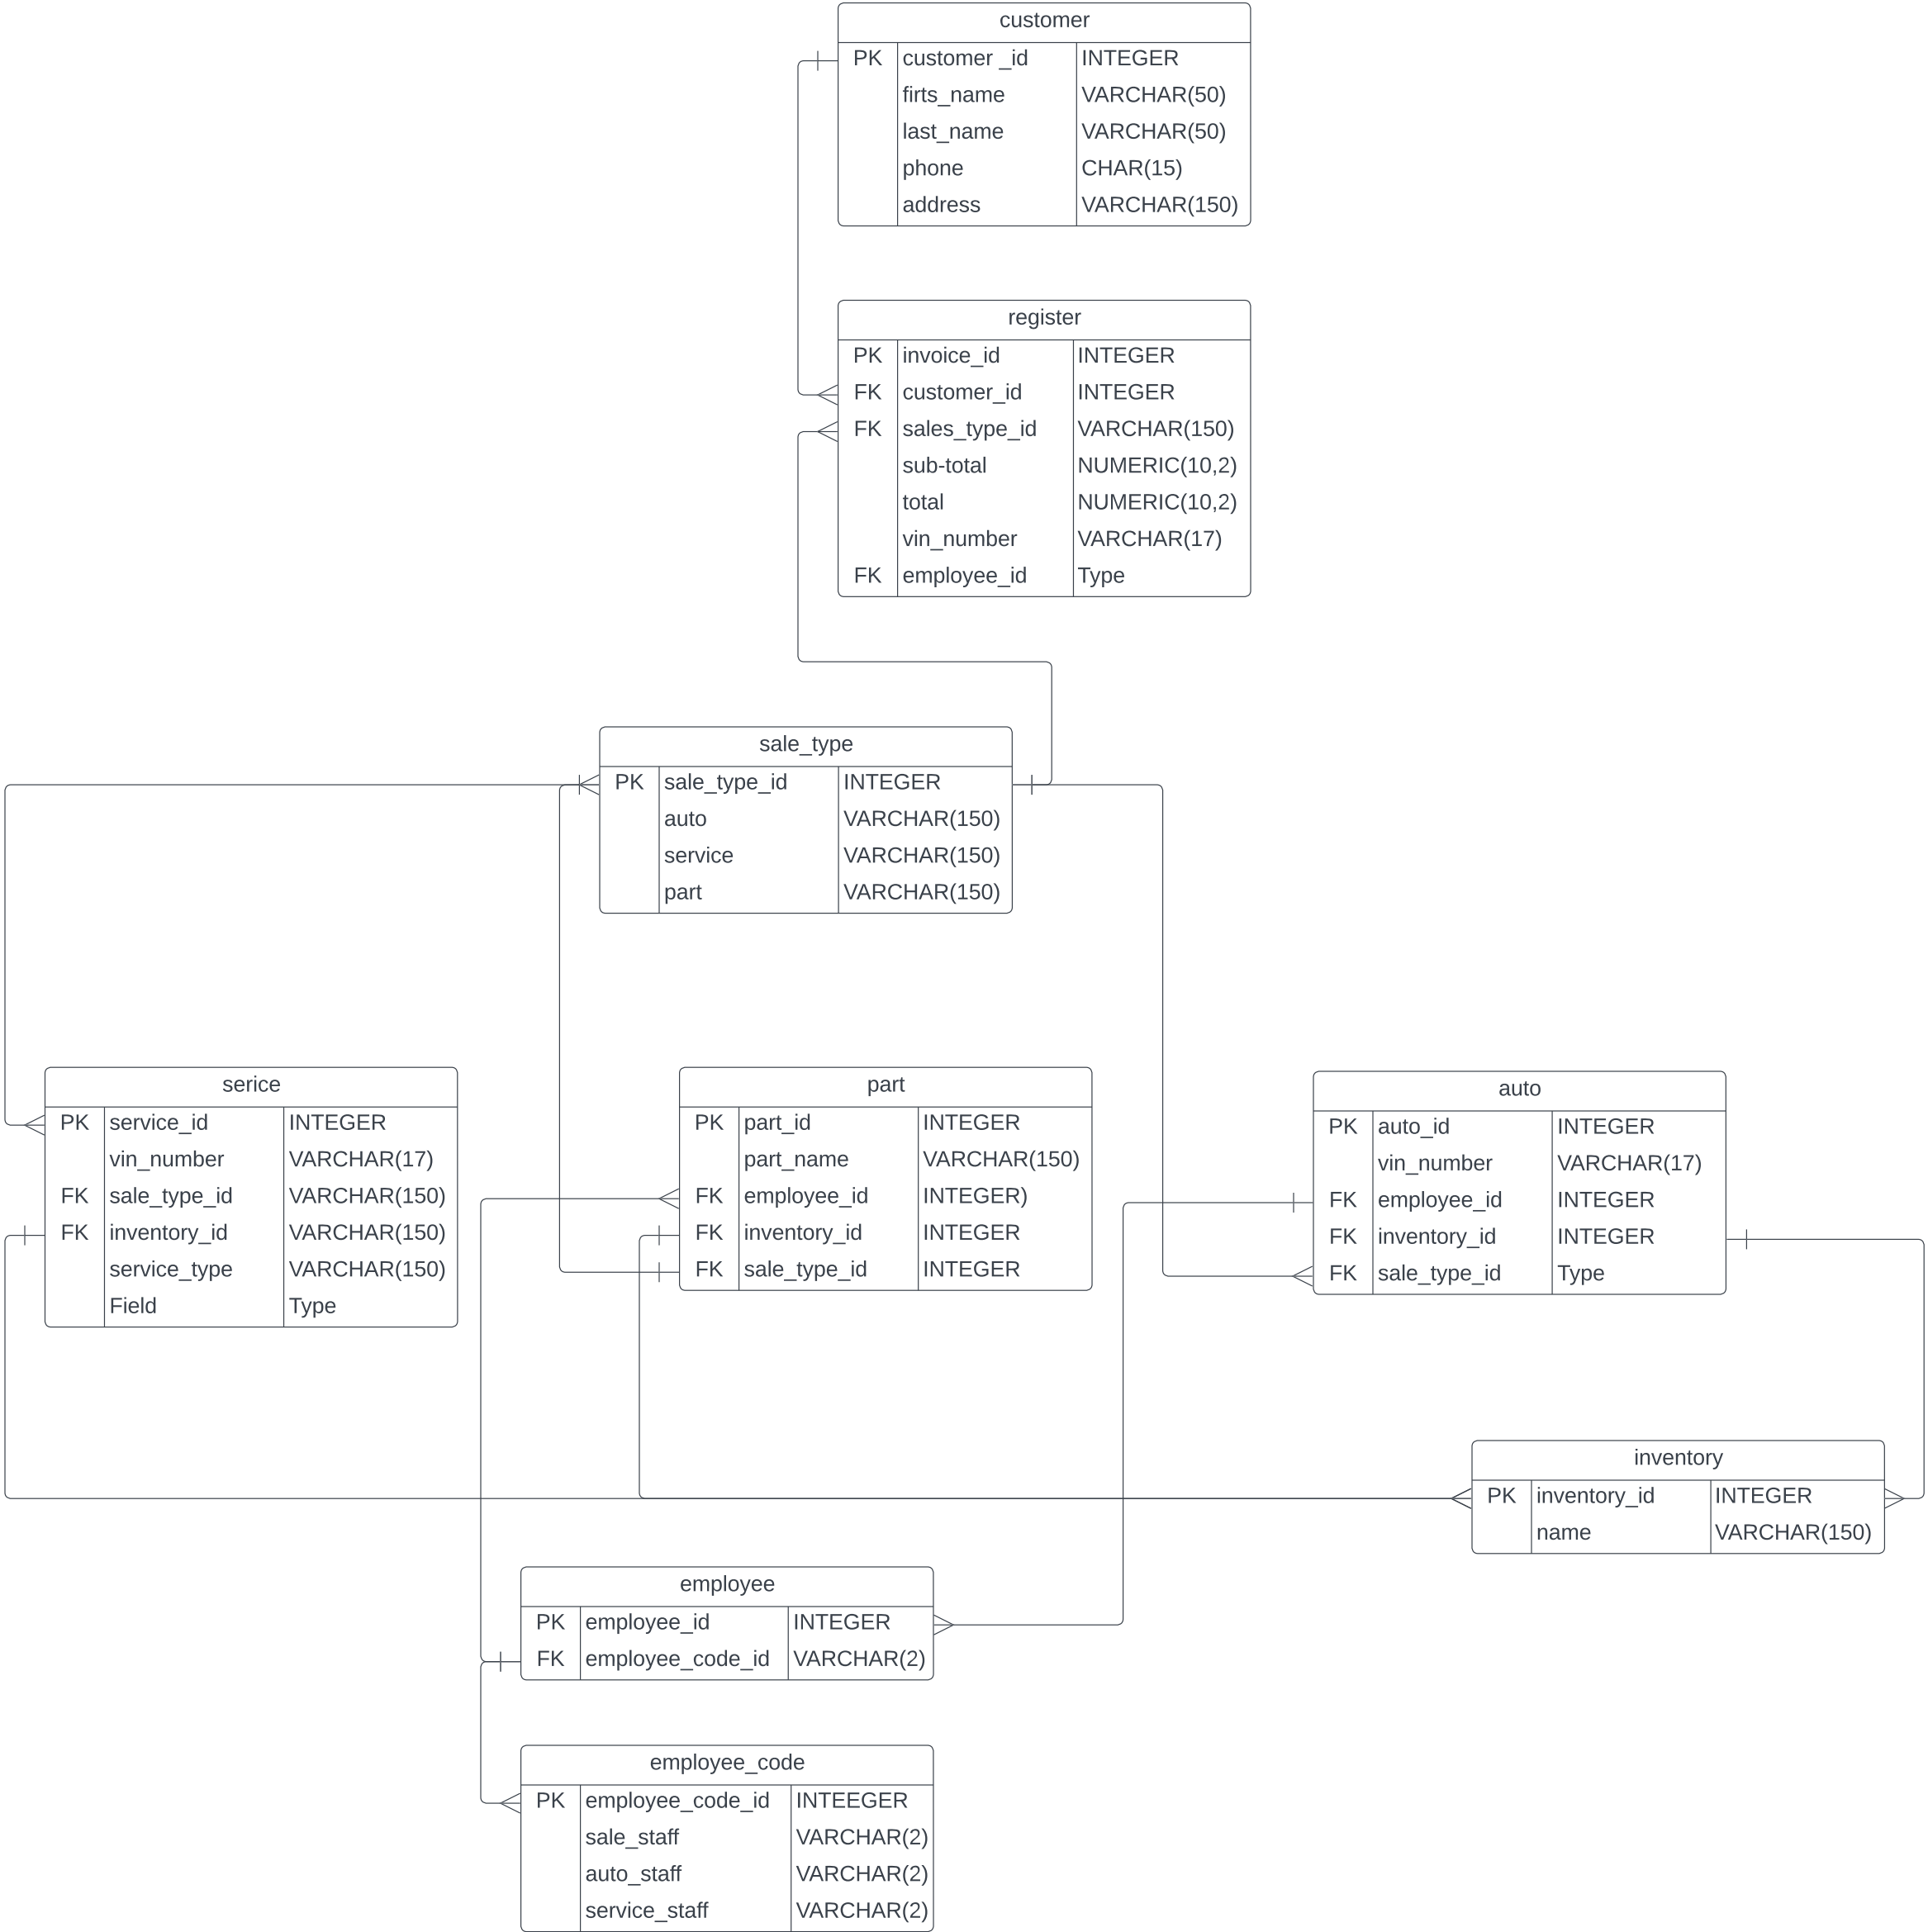 customer
PK customer _id INTEGER
firts_name VARCHAR(50)
last_name VARCHAR(50)
phone CHAR(15)
address VARCHAR(150)
register
PK invoice_id INTEGER
FK customer_id INTEGER
FK sales_type_id VARCHAR(150)
sub-total NUMERIC(10,2)
total NUMERIC(10,2)
vin_number VARCHAR(17)
FK employee_id Type
sale_type
PK sale_type_id INTEGER
auto VARCHAR(150)
service VARCHAR(150)
part VARCHAR(150)
serice
PK service_id INTEGER
vin_number VARCHAR(17)
FK sale_type_id VARCHAR(150)
FK inventory_id VARCHAR(150)
service_type VARCHAR(150)
Field Type
part
PK part_id INTEGER
part_name VARCHAR(150)
FK employee_id INTEGER)
FK inventory_id INTEGER
FK sale_type_id INTEGER
auto
PK auto_id INTEGER
vin_number VARCHAR(17)
FK employee_id INTEGER
FK inventory_id INTEGER
FK sale_type_id Type
inventory
PK inventory_id INTEGER
name VARCHAR(150)
employee
PK employee_id INTEGER
FK employee_code_id VARCHAR(2)
employee_code
PK employee_code_id INTEEGER
sale_staff VARCHAR(2)
auto_staff VARCHAR(2)
service_staff VARCHAR(2)